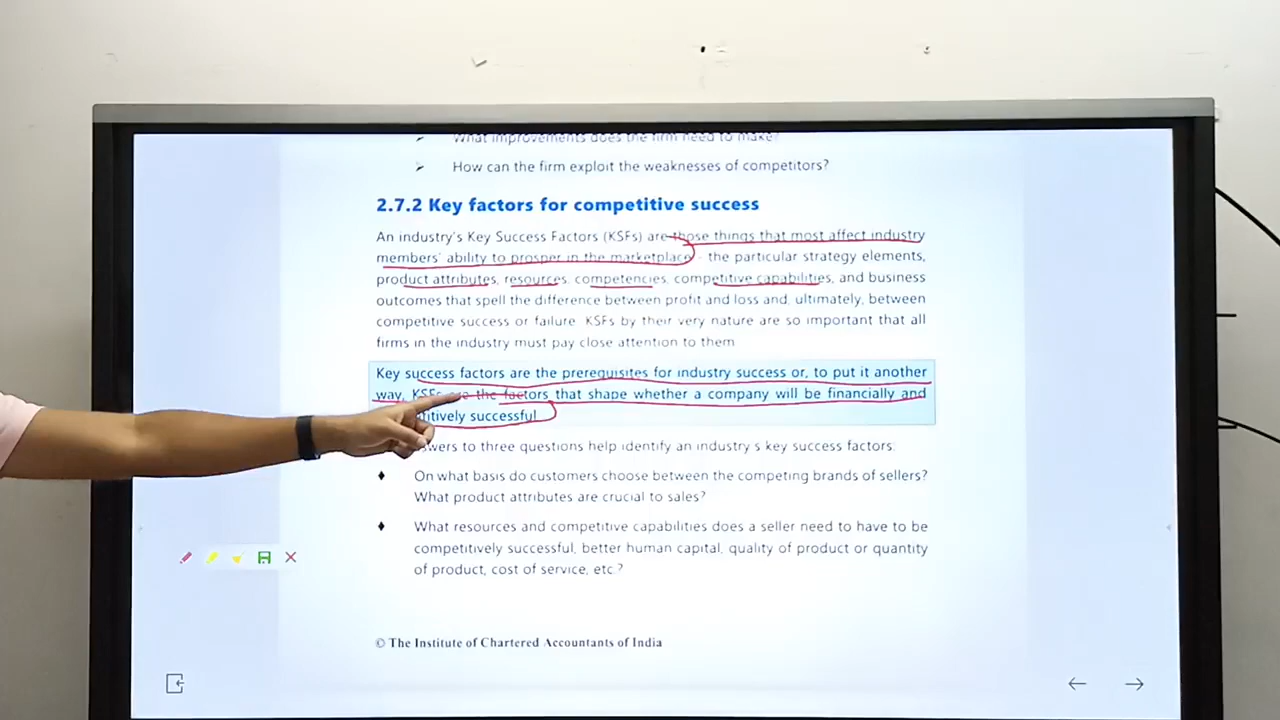 What improvements does the firm need to make?
How can the firm exploit the weaknesses of competitors?
2.7.2 Key factors for competitive success
An industry's Key Success Factors (KSFs) are those things that most affect industry
members' ability to prosper in the marketplace - the particular strategy elements,
product attributes, resources, competencies, competitive capabilities, and business
outcomes that spell the difference between profit and loss and, ultimately, between
competitive success or failure. KSFs by their very nature are so important that all
firms in the industry must pay close attention to them
Key success factors are the prerequisites for industry success or, to put it another
way, KSFs are the factors that shape whether a company will be financially and
successful
to three questions help identify an industry s key success factors.
On what basis do customers choose between the competing brands of sellers?
What product attributes are crucial to sales?
What resources and competitive capabilities does a seller need to have to be
competitively successful, better human capital, quality of product or quantity
of product, cost of service, etc.?
© The Institute of Chartered Accountants of India